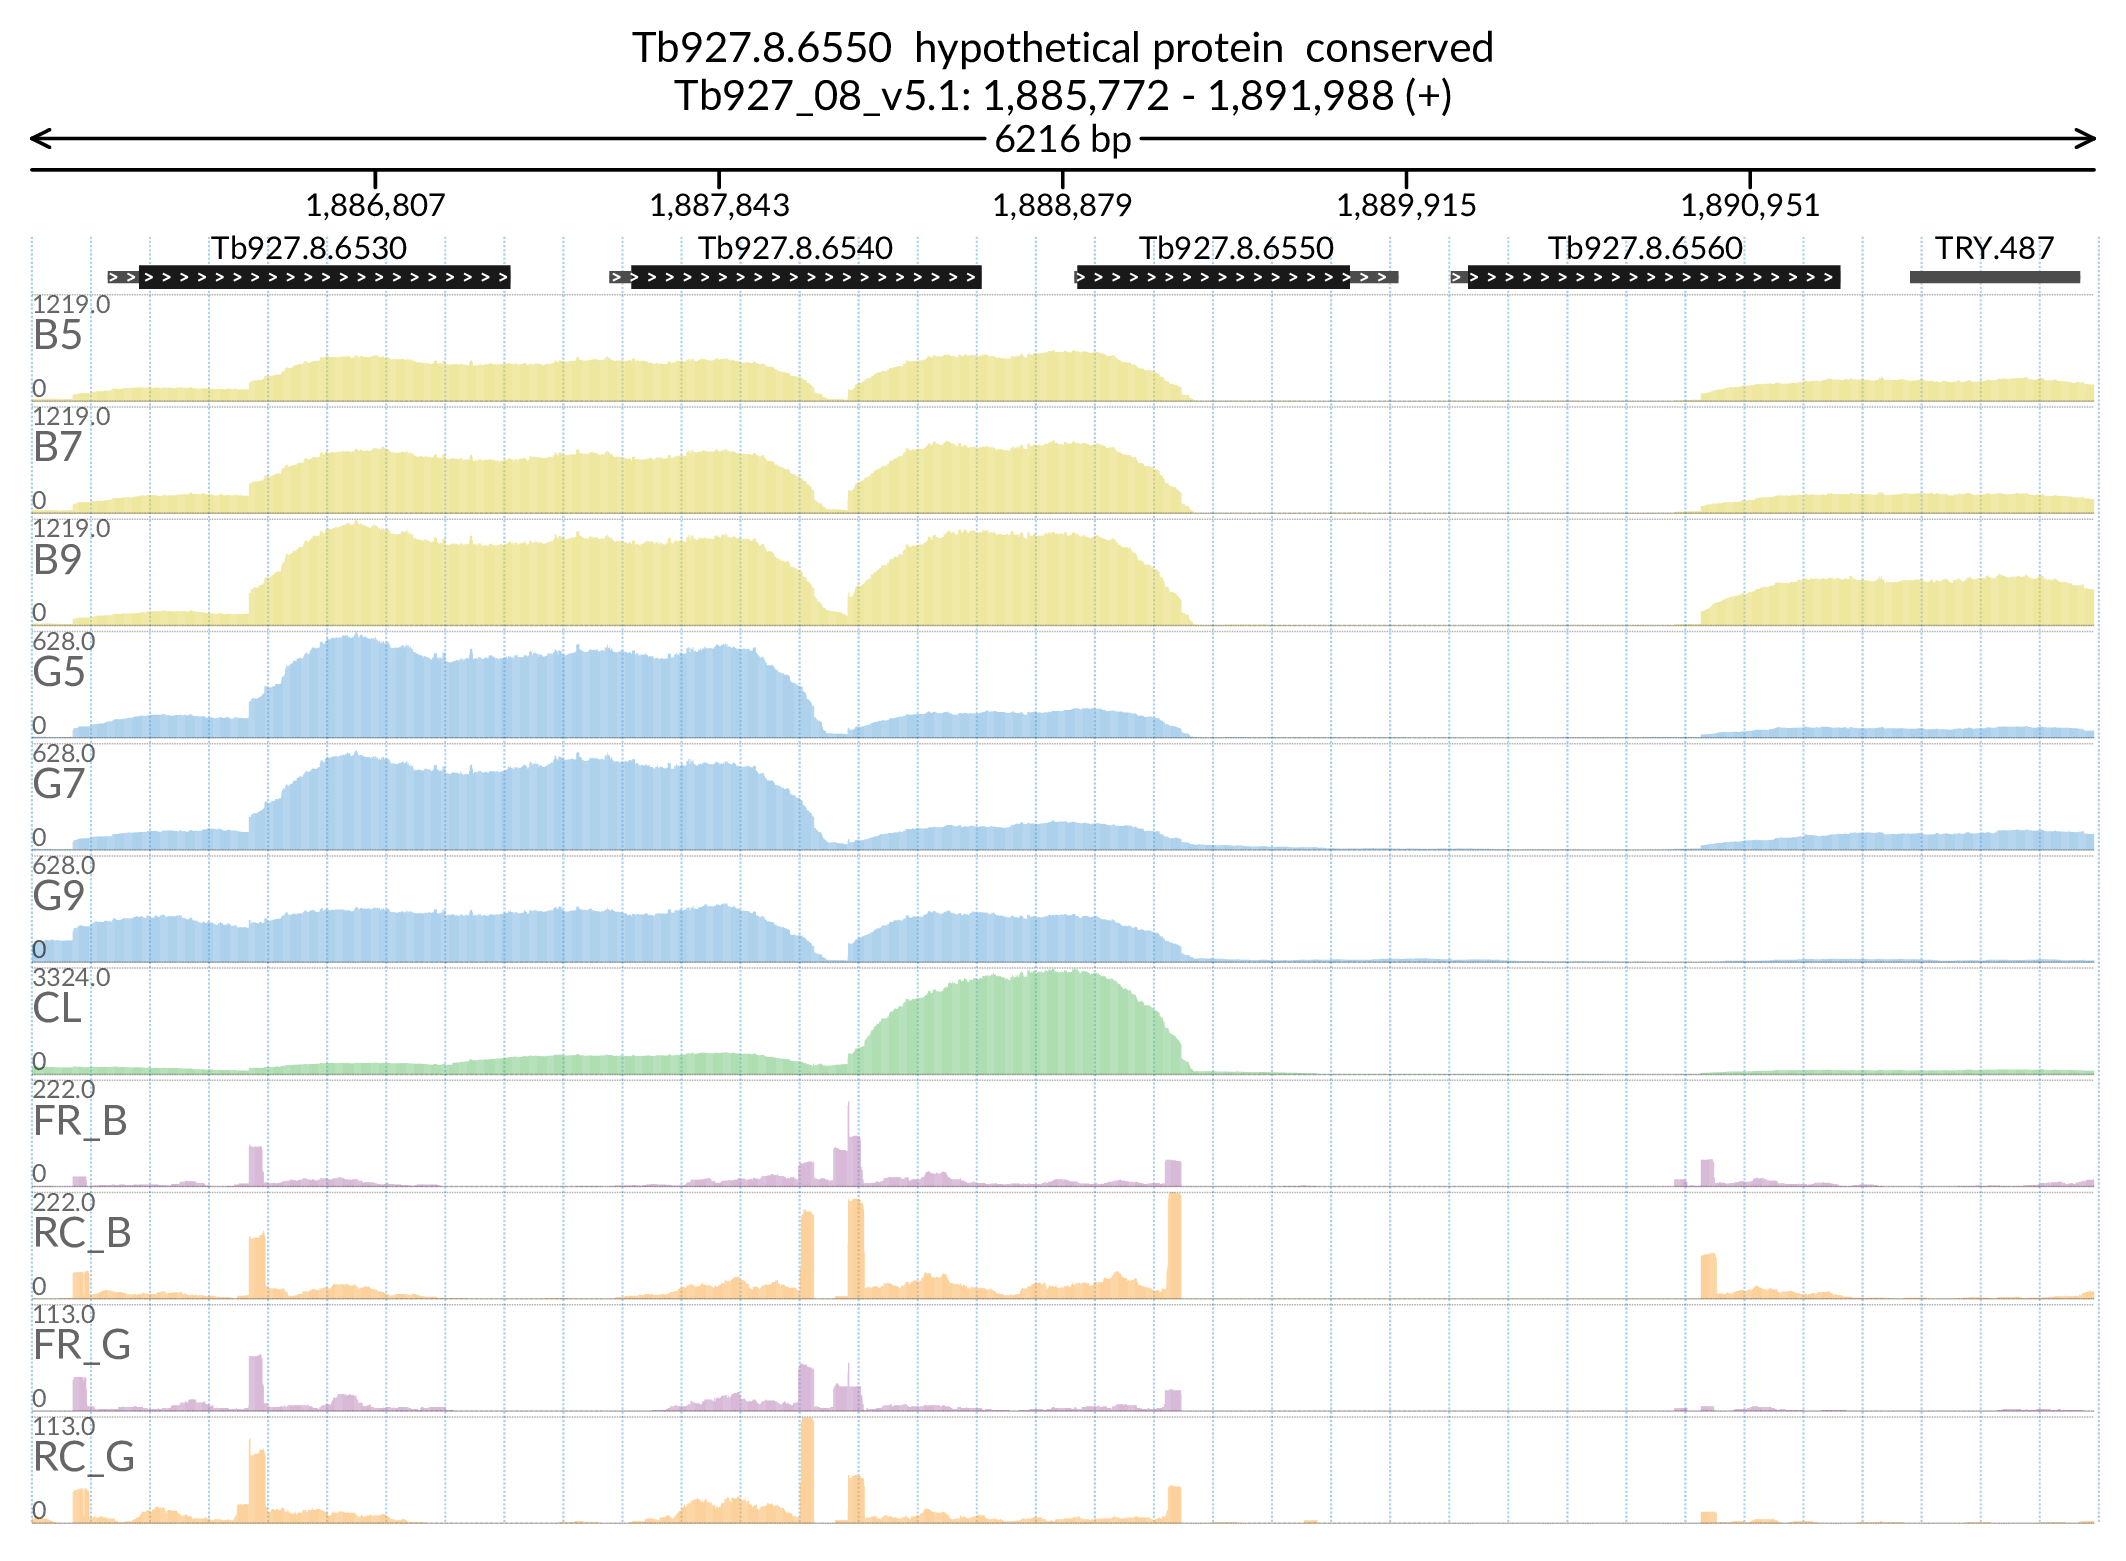 Tb927.8.6550 hypothetical protein conserved
Tb927_08_v5.1: 1,885,772 - 1,891,988 (+)
6216 bp
1,886,807 1,887,843 1,888,879 1,889,915 1,890,951
Tb927.8.6530 Tb927.8.6540 Tb927.8.6550 Tb927.8.6560 TRY.487
1219.0
B5
0
1219.0
B7
0
1219.0
B9
0
628.0
G5
0
628.0
G7
0
628.0
G9
0
3324.0
CL
0
222.0
FR_B
0
222.0
RC_B
0
113.0
FR_G
0
113.0
RC_G
0